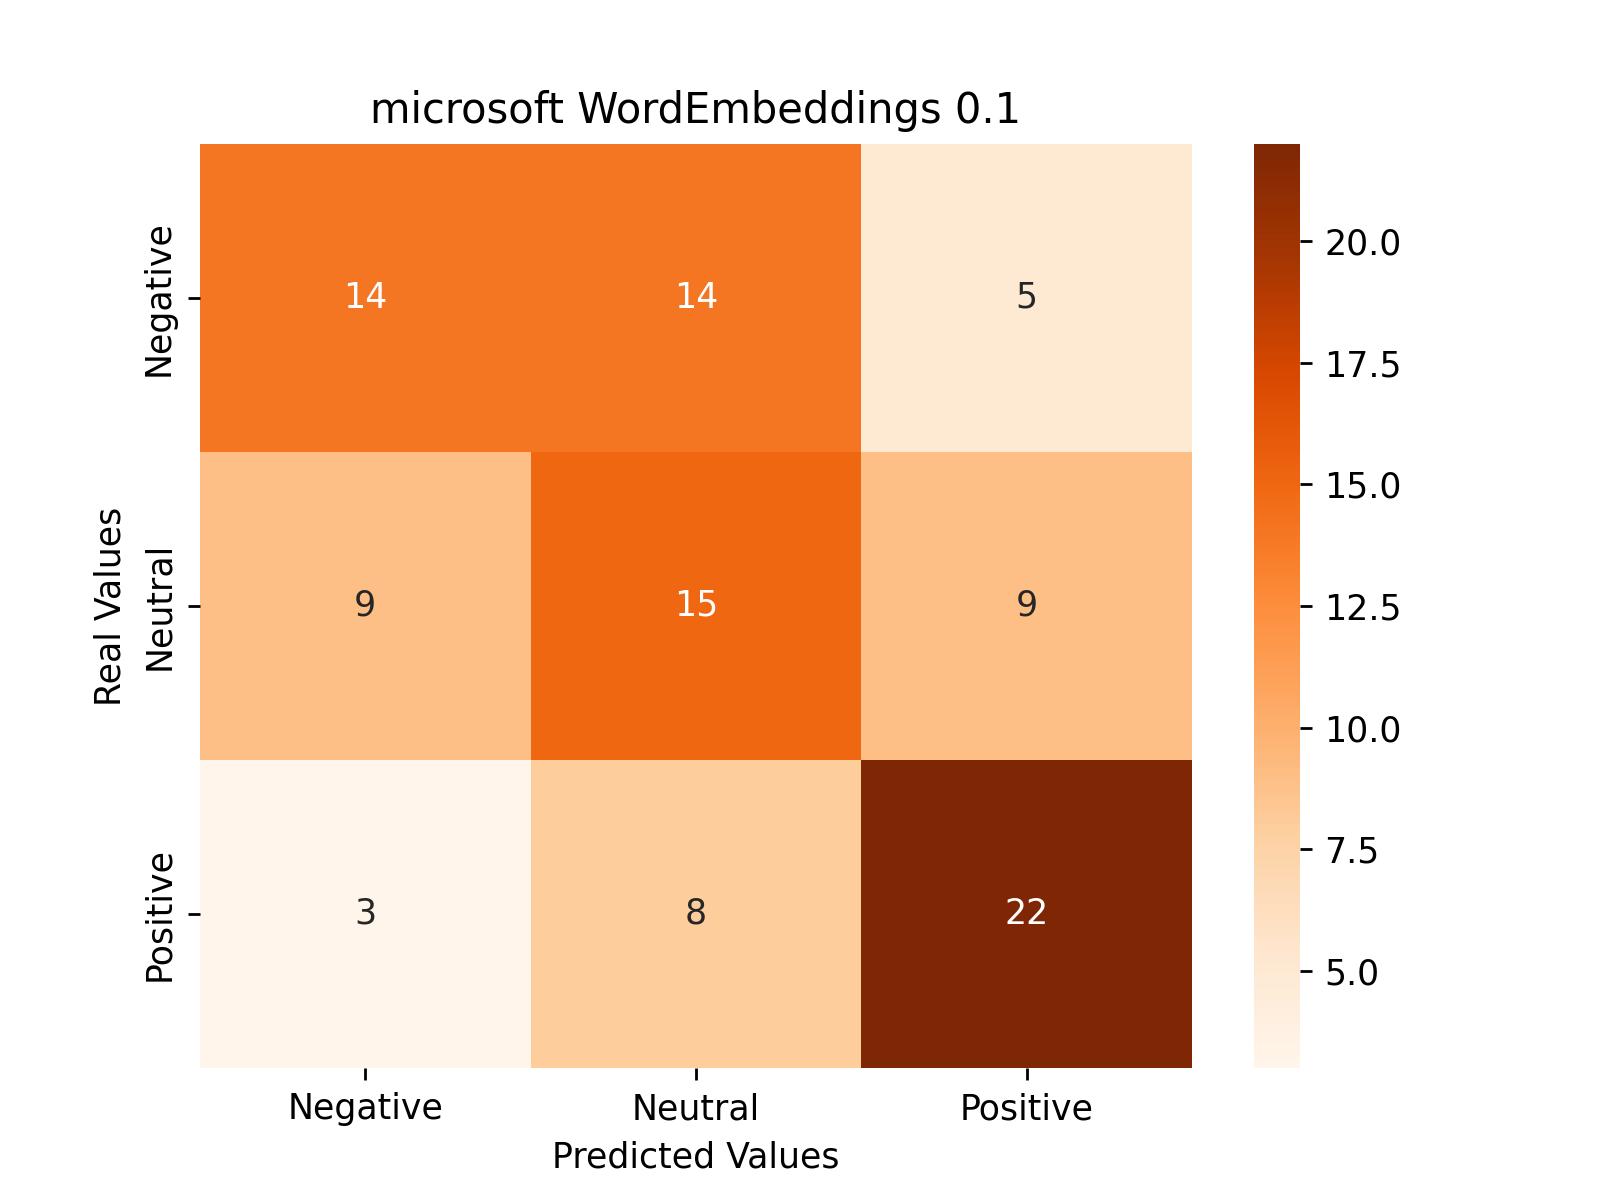 microsoft WordEmbeddings 0.1
Real Values
Negative
14 14 5
Neutral
9 15 9
Positive
3 8 22
Negative Neutral Positive
Predicted Values
20.0
17.5
15.0
12.5
10.0
7.5
5.0